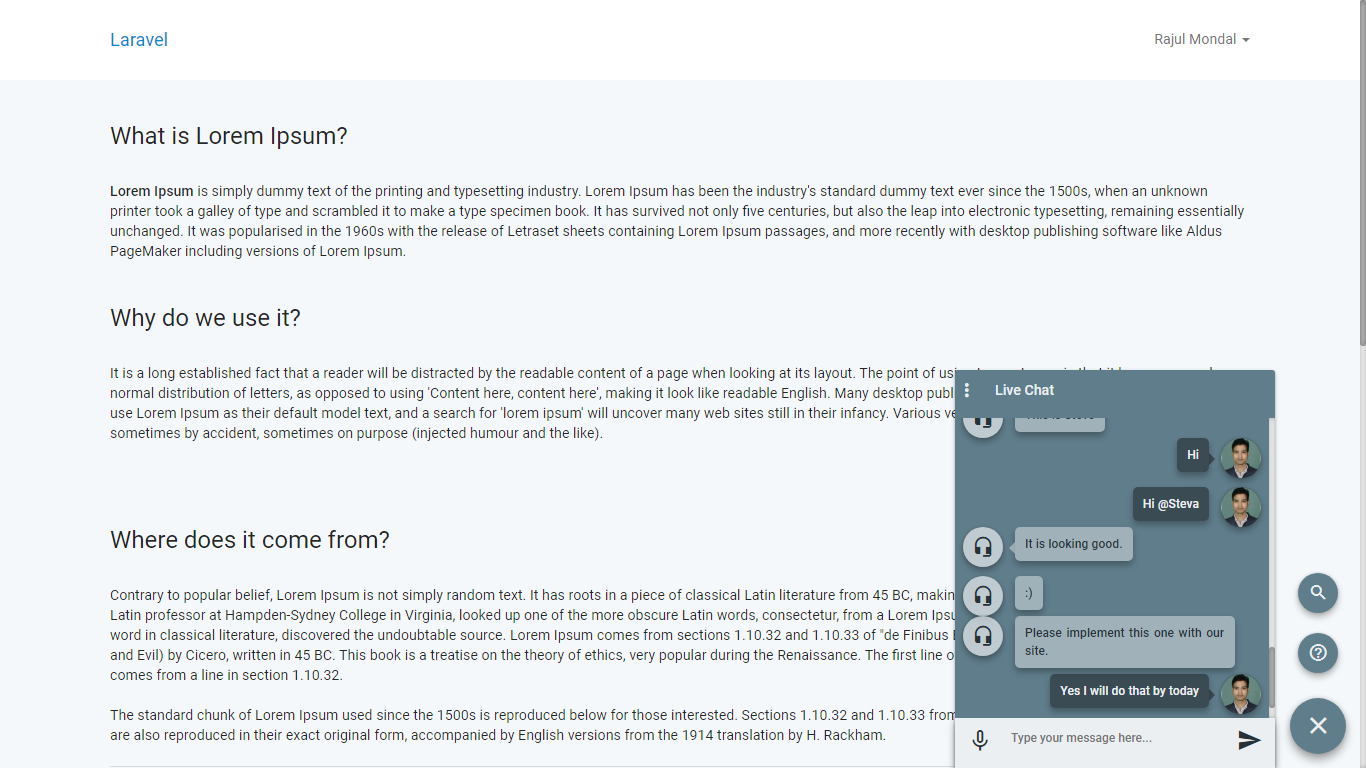 Laravel
Rajul Mondal
What is Lorem Ipsum?
Lorem Ipsum is simply dummy text of the printing and typesetting industry. Lorem Ipsum has been the industry's standard dummy text ever since the 1500s, when an unknown
printer took a galley of type and scrambled it to make a type specimen book. It has survived not only five centuries, but also the leap into electronic typesetting, remaining essentially
unchanged. It was popularised in the 1960s with the release of Letraset sheets containing Lorem Ipsum passages, and more recently with desktop publishing software like Aldus
PageMaker including versions of Lorem Ipsum.
Why do we use it?
It is a long established fact that a reader will be distracted by the readable content of a page when looking at its layout. The point of
normal distribution of letters, as opposed to using 'Content here, content here', making it look like readable English. Many desktop
use Lorem Ipsum as their default model text, and a search for 'lorem ipsum' will uncover many web sites still in their infancy. Various
sometimes by accident, sometimes on purpose (injected humour and the like).
Where does it come from?
Contrary to popular belief, Lorem Ipsum is not simply random text. It has roots in a piece of classical Latin literature from 45 BC,
Latin professor at Hampden-Sydney College in Virginia, looked up one of the more obscure Latin words, consectetur, from a Lorem
word in classical literature, discovered the undoubtable source. Lorem Ipsum comes from sections 1.10.32 and 1.10.33 of "de Finibus
and Evil) by Cicero, written in 45 BC. This book is a treatise on the theory of ethics, very popular during the Renaissance. The first line
comes from a line in section 1.10.32.
The standard chunk of Lorem Ipsum used since the 1500s is reproduced below for those interested. Sections 1.10.32 and 1.10.33 from
are also reproduced in their exact original form, accompanied by English versions from the 1914 translation by H. Rackham.
Live Chat
Hi
Hi @Steva
It is looking good.
:)
Please implement this one with our
site.
Yes I will do that by today
Type your message here...